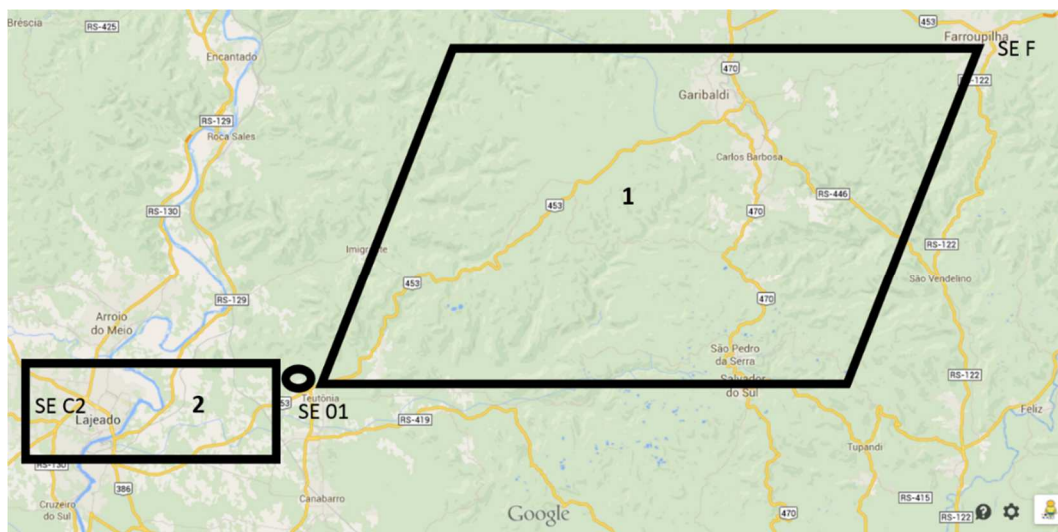 Bréscia
RS-425
453
Farroupilha
SE F
Encantado
470
RS-122
Garibaldi
RS-129
Roca Sales
Carlos Barbosa
1
RS-446
453
470
RS-130
RS-122
Imigrante
São Vendelino
453
RS-129
470
Arroio
do Meio
São Pedro
da Serra
RS-122
Salvador
do Sul
SE C2
2
Lajeado
53
Teutônia
SE 01
RS-419
Feliz
RS-130
Tupandi
386
Canabarro
RS-415
Cruzeiro
do Sul
Google
470
RS-122
?